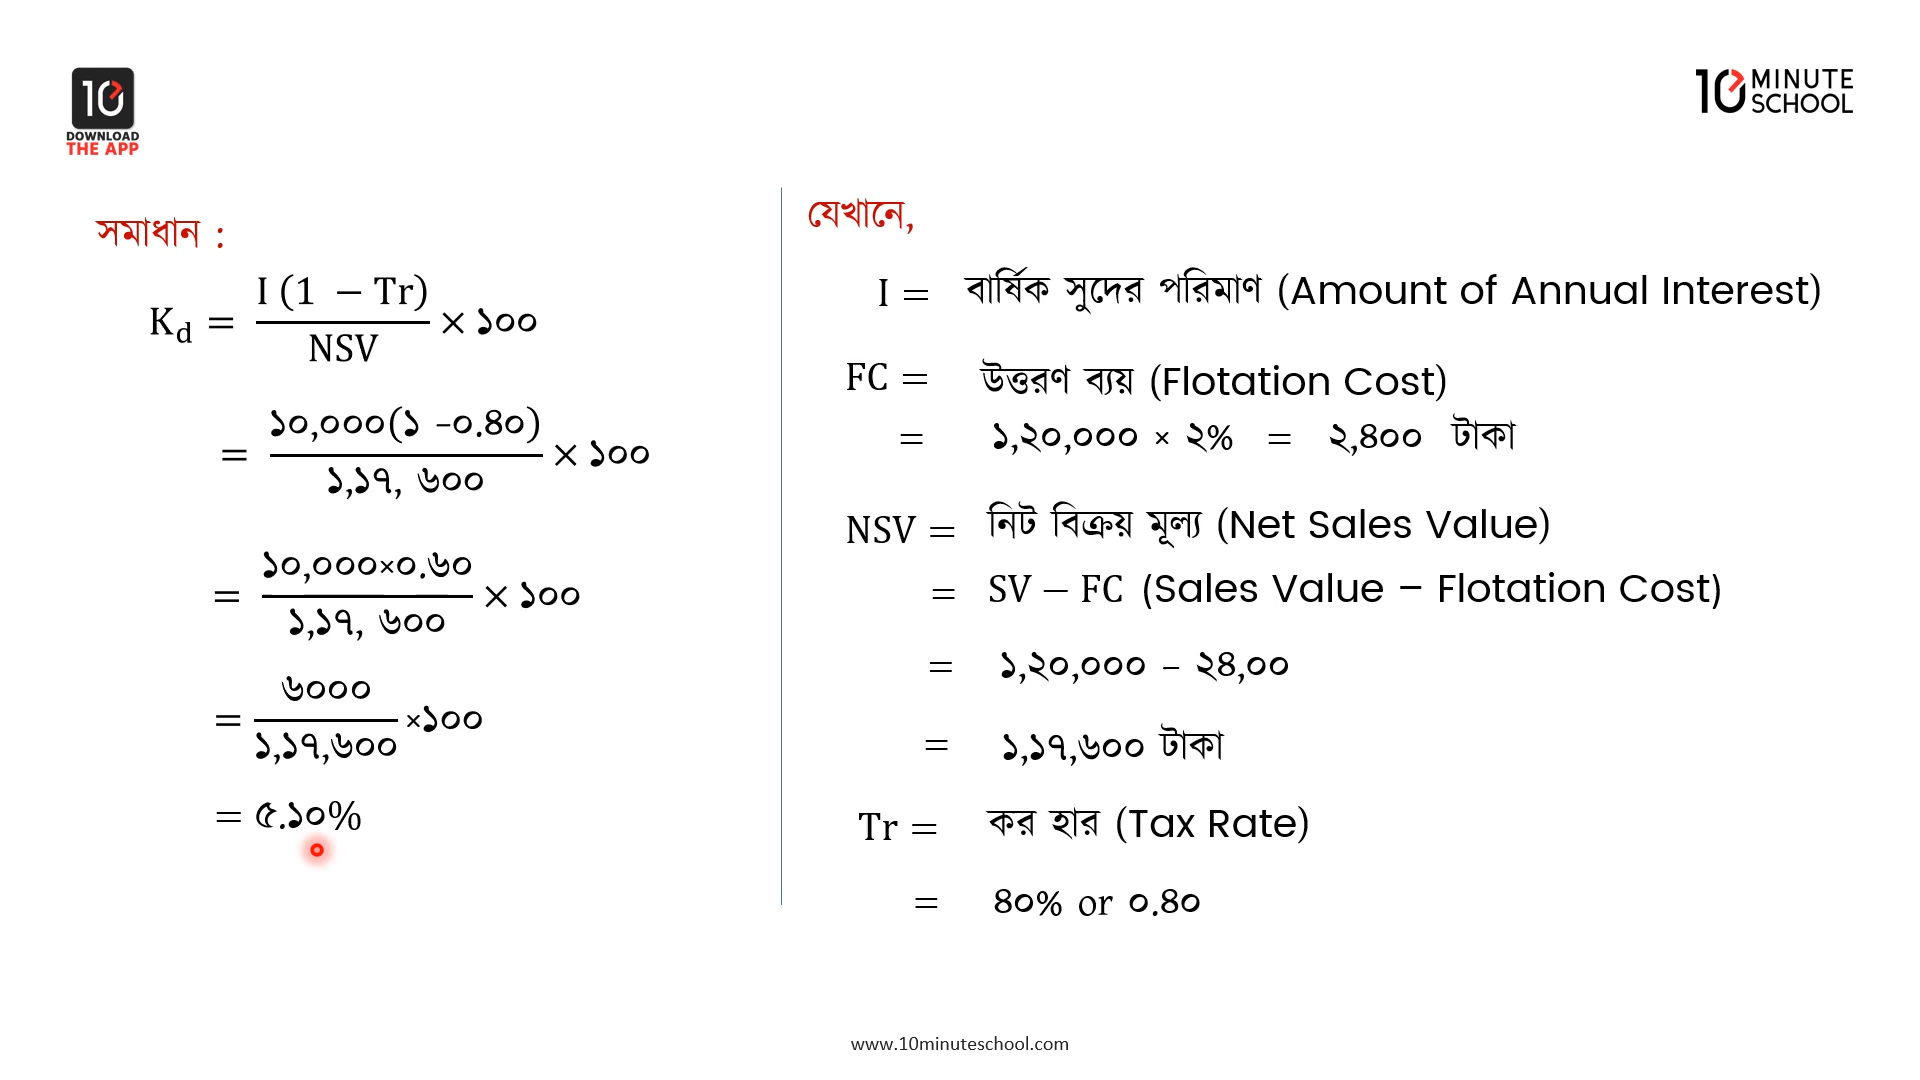 10
DOWNLOAD
THE APP
10 MINUTE
SCHOOL
সমাধান :
K_d = I (1 − Tr) / NSV × ১০০
= ১০,০০০(১ -০.৪০) / ১,১৭, ৬০০ × ১০০
= ১০,০০০×০.৬০ / ১,১৭, ৬০০ × ১০০
= ৬০০০ / ১,১৭,৬০০ ×১০০
= ৫.১০%
যেখানে,
I = বার্ষিক সুদের পরিমাণ (Amount of Annual Interest)
FC = উত্তরণ ব্যয় (Flotation Cost)
= ১,২০,০০০ × ২% = ২,৪০০ টাকা
NSV = নিট বিক্রয় মূল্য (Net Sales Value)
= SV − FC (Sales Value – Flotation Cost)
= ১,২০,০০০ – ২৪,০০
= ১,১৭,৬০০ টাকা
Tr = কর হার (Tax Rate)
= ৪০% or ০.৪০
www.10minuteschool.com